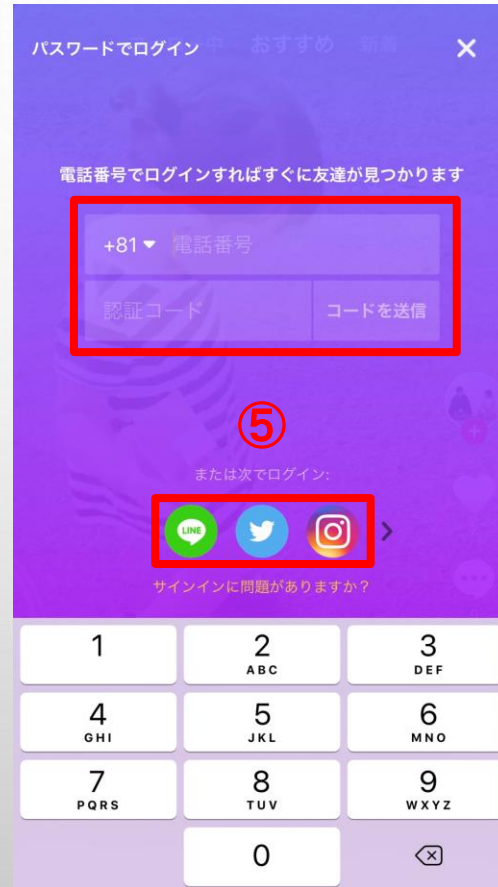 パスワードでログイン 中 おすすめ 新着
電話番号でログインすればすぐに友達が見つかります
+81 電話番号
認証コード コードを送信
⑤
または次でログイン:
LINE
サインインに問題がありますか？
1 2 3
ABC DEF
4 5 6
GHI JKL MNO
7 8 9
PQRS TUV WXYZ
0